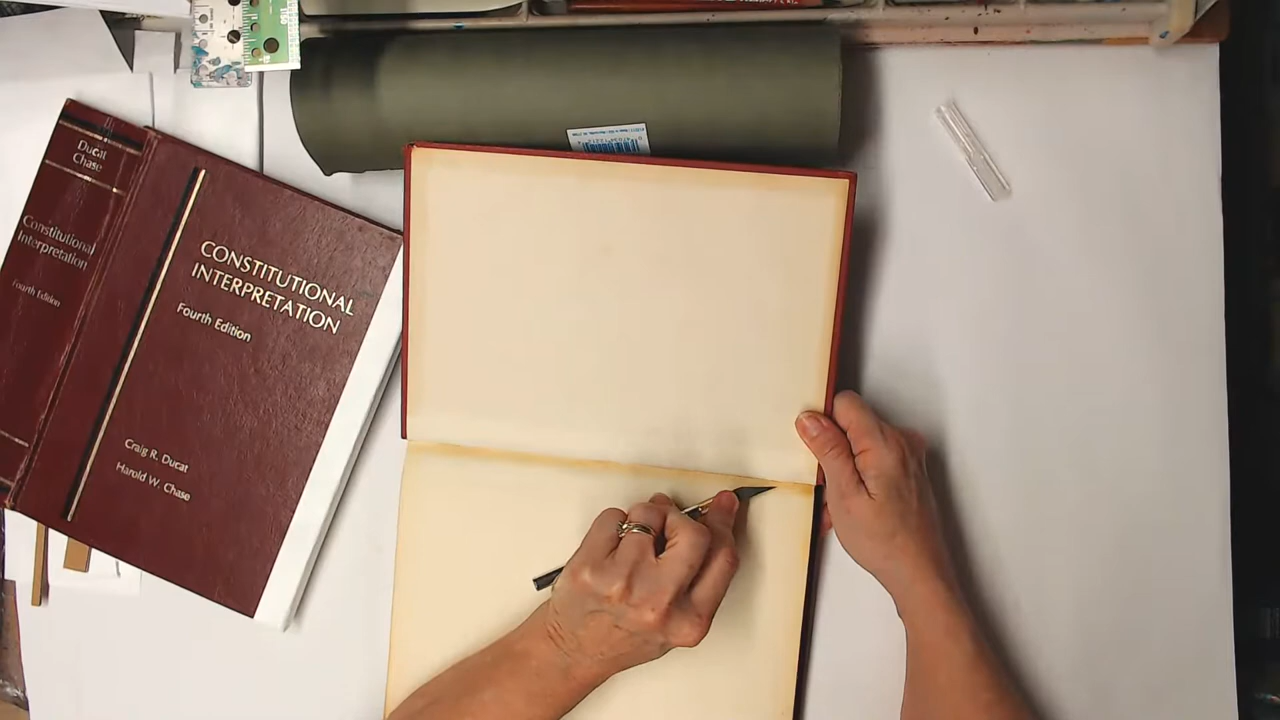 Ducat
Chase
Constitutional
Interpretation
Fourth Edition
CONSTITUTIONAL
INTERPRETATION
Fourth Edition
Craig R. Ducat
Harold W. Chase